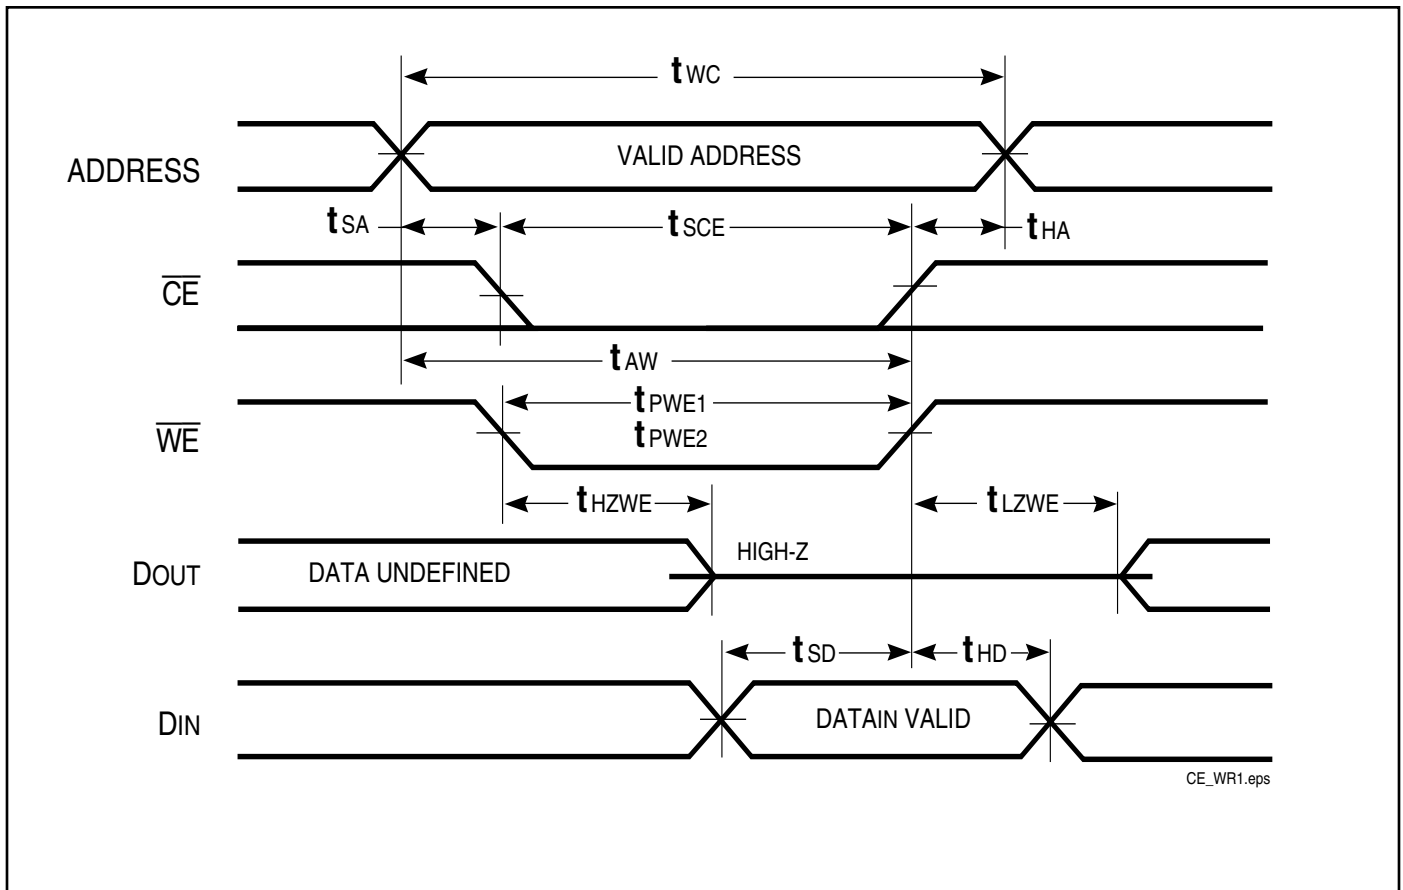 tWC
ADDRESS
VALID ADDRESS
tSA
tSCE
tHA
CE
tAW
tPWE1
tPWE2
WE
tHZWE
tLZWE
HIGH-Z
DOUT
DATA UNDEFINED
tSD
tHD
DIN
DATAIN VALID
CE_WR1.eps